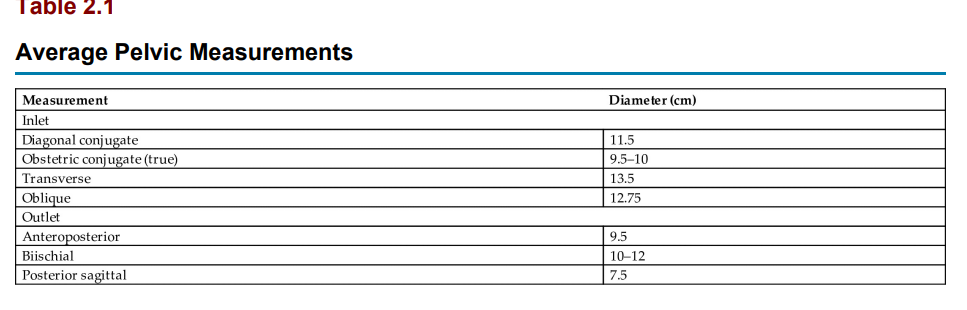 Table 2.1
Average Pelvic Measurements
Measurement Diameter (cm)
Inlet
Diagonal conjugate 11.5
Obstetric conjugate (true) 9.5–10
Transverse 13.5
Oblique 12.75
Outlet
Anteroposterior 9.5
Biischial 10–12
Posterior sagittal 7.5